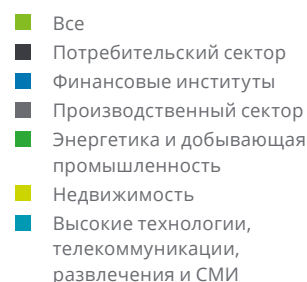 Все
Потребительский сектор
Финансовые институты
Производственный сектор
Энергетика и добывающая
промышленность
Недвижимость
Высокие технологии,
телекоммуникации,
развлечения и СМИ